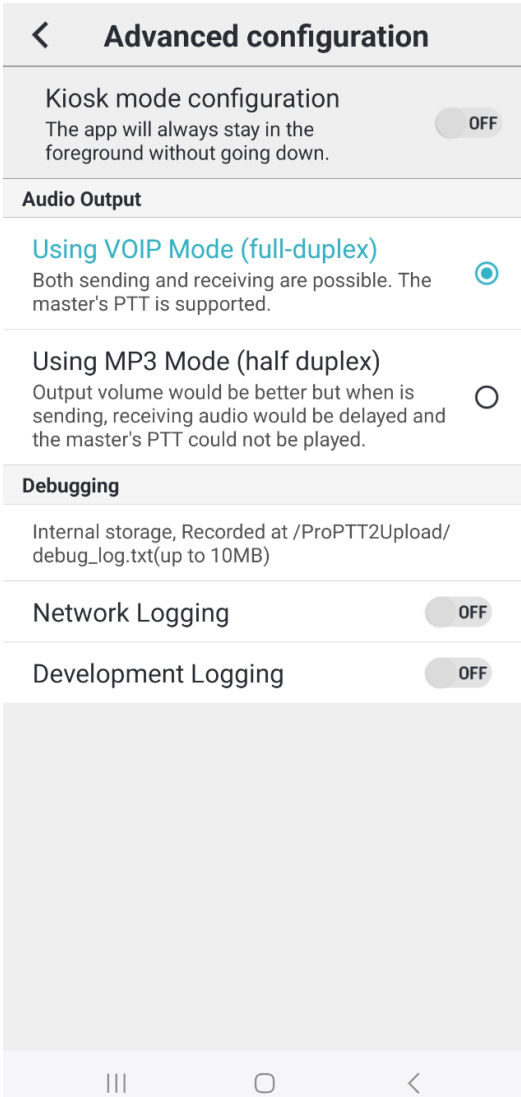 Advanced configuration
Kiosk mode configuration
The app will always stay in the
foreground without going down.
OFF
Audio Output
Using VOIP Mode (full-duplex)
Both sending and receiving are possible. The
master's PTT is supported.
Using MP3 Mode (half duplex)
Output volume would be better but when is
sending, receiving audio would be delayed and
the master's PTT could not be played.
Debugging
Internal storage, Recorded at /ProPTT2Upload/
debug_log.txt(up to 10MB)
Network Logging
OFF
Development Logging
OFF